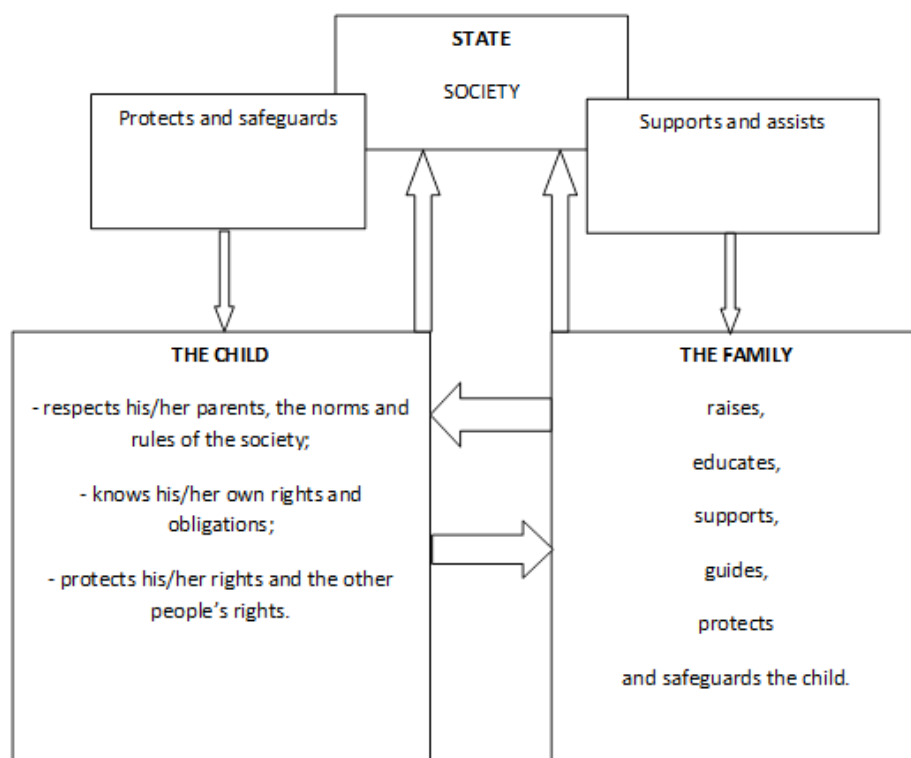 STATE
SOCIETY
Protects and safeguards
Supports and assists
THE CHILD
- respects his/her parents, the norms and
rules of the society;
- knows his/her own rights and
obligations;
- protects his/her rights and the other
people's rights.
THE FAMILY
raises,
educates,
supports,
guides,
protects
and safeguards the child.